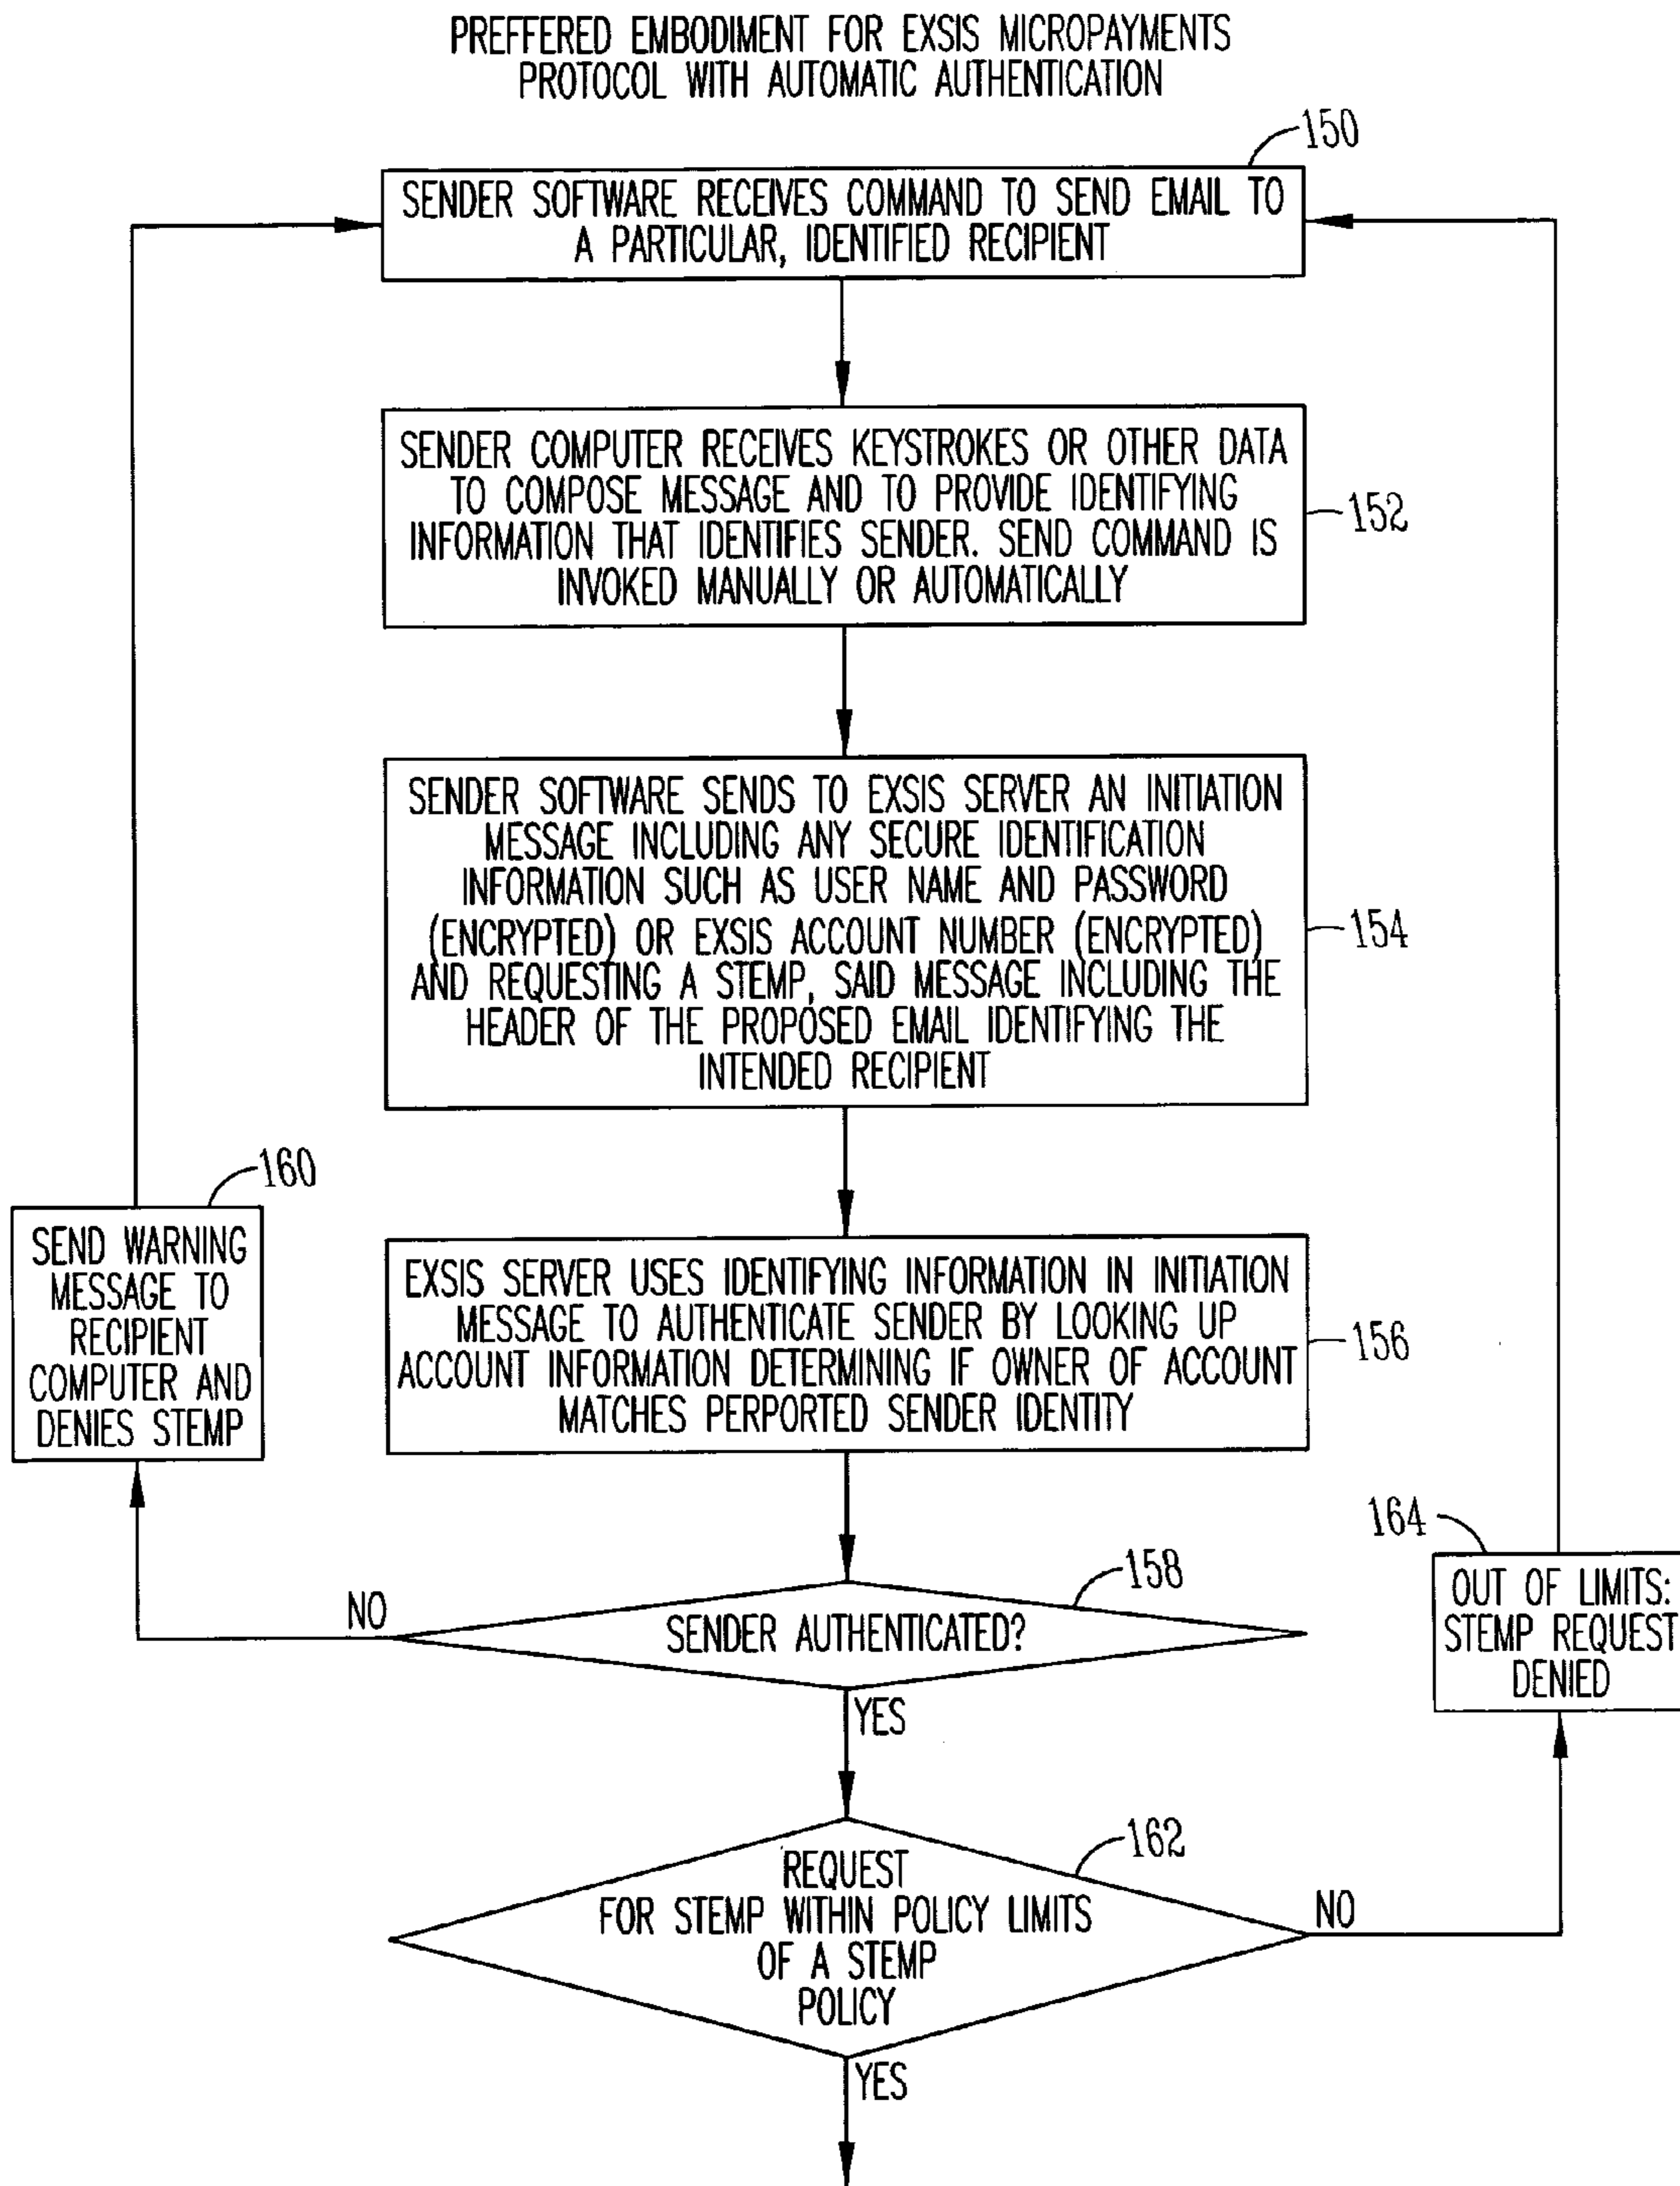 PREFFERED EMBODIMENT FOR EXSIS MICROPAYMENTS
PROTOCOL WITH AUTOMATIC AUTHENTICATION
150
SENDER SOFTWARE RECEIVES COMMAND TO SEND EMAIL TO
A PARTICULAR, IDENTIFIED RECIPIENT
SENDER COMPUTER RECEIVES KEYSTROKES OR OTHER DATA
TO COMPOSE MESSAGE AND TO PROVIDE IDENTIFYING
INFORMATION THAT IDENTIFIES SENDER. SEND COMMAND IS
INVOKED MANUALLY OR AUTOMATICALLY
152
SENDER SOFTWARE SENDS TO EXSIS SERVER AN INITIATION
MESSAGE INCLUDING ANY SECURE IDENTIFICATION
INFORMATION SUCH AS USER NAME AND PASSWORD
(ENCRYPTED) OR EXSIS ACCOUNT NUMBER (ENCRYPTED)
AND REQUESTING A STEMP, SAID MESSAGE INCLUDING THE
HEADER OF THE PROPOSED EMAIL IDENTIFYING THE
INTENDED RECIPIENT
154
160
SEND WARNING
MESSAGE TO
RECIPIENT
COMPUTER AND
DENIES STEMP
EXSIS SERVER USES IDENTIFYING INFORMATION IN INITIATION
MESSAGE TO AUTHENTICATE SENDER BY LOOKING UP
ACCOUNT INFORMATION DETERMINING IF OWNER OF ACCOUNT
MATCHES PERPORTED SENDER IDENTITY
156
158
NO
SENDER AUTHENTICATED?
YES
164
OUT OF LIMITS:
STEMP REQUEST
DENIED
162
REQUEST
FOR STEMP WITHIN POLICY LIMITS
OF A STEMP
POLICY
NO
YES